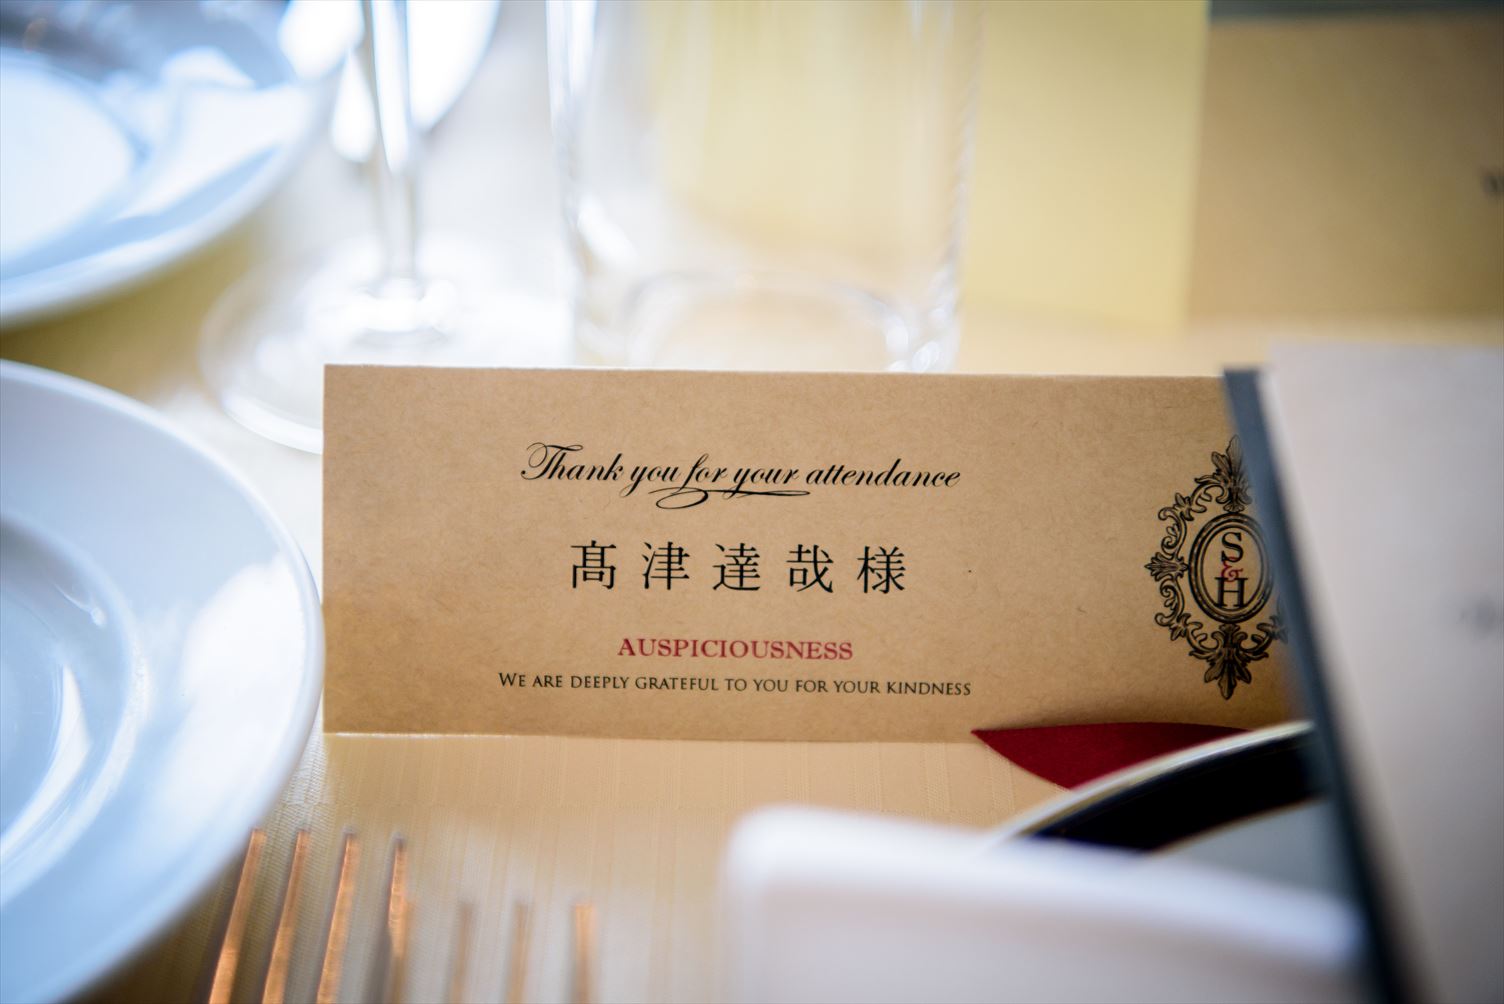 Thank you for your attendance
髙津達哉様
AUSPICIOUSNESS
WE ARE DEEPLY GRATEFUL TO YOU FOR YOUR KINDNESS
S
&
H